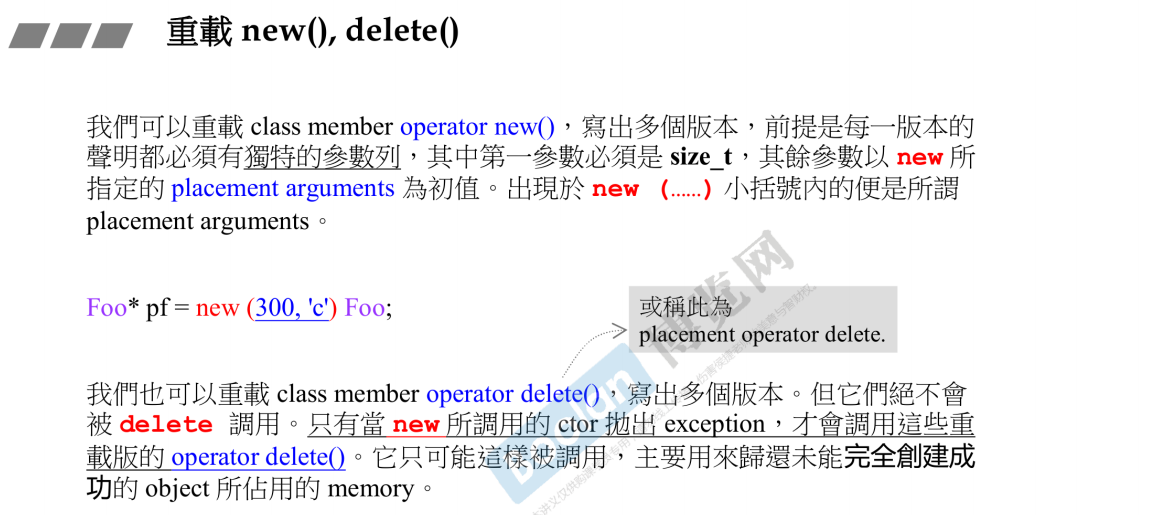 重載 new(), delete()
我們可以重載 class member operator new()，寫出多個版本，前提是每一版本的
聲明都必須有獨特的參數列，其中第一參數必須是 size_t，其餘參數以 new 所
指定的 placement arguments 為初值。出現於 new (......) 小括號內的便是所謂
placement arguments。
Foo* pf = new (300, 'c') Foo;
或稱此為
placement operator delete.
我們也可以重載 class member operator delete()，寫出多個版本。但它們絕不會
被 delete 調用。只有當 new 所調用的 ctor 拋出 exception，才會調用這些重
載版的 operator delete()。它只可能這樣被調用，主要用來歸還未能完全創建成
功的 object 所佔用的 memory。
博览网
Boolan